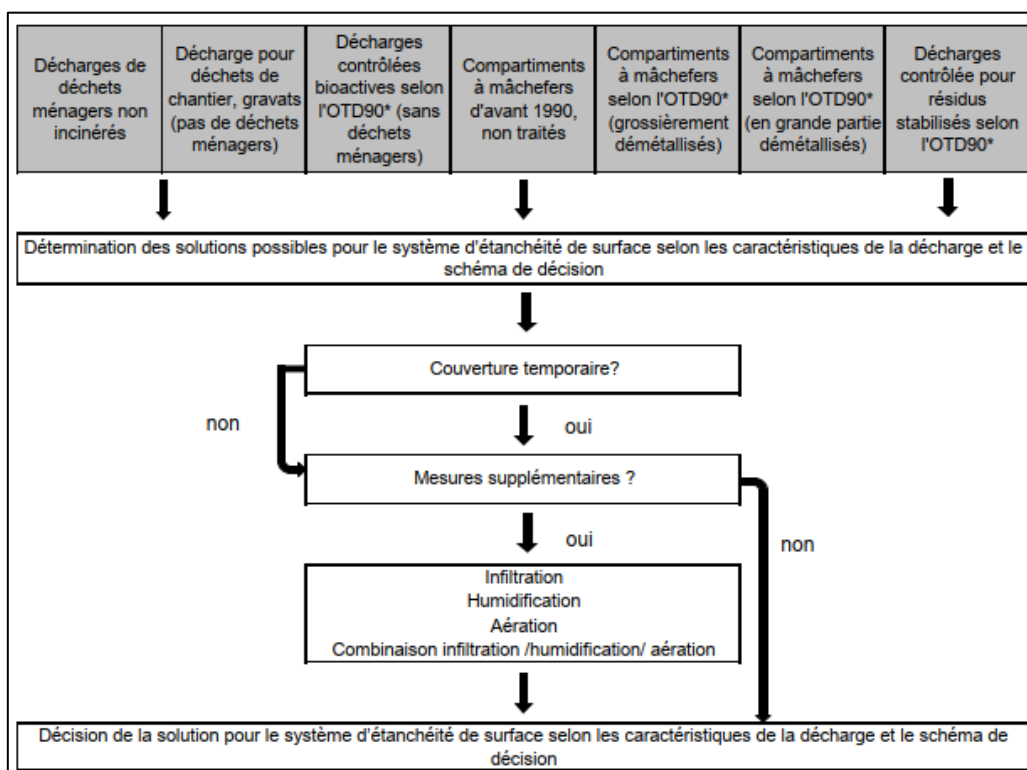 Décharges de
déchets
ménagers non
incinérés
Décharge pour
déchets de
chantier, gravats
(pas de déchets
ménagers)
Décharges
contrôlées
bioactives selon
l'OTD90* (sans
déchets
ménagers)
Compartiments
à mâchefers
d'avant 1990,
non traités
Compartiments
à mâchefers
selon l'OTD90*
(grossièrement
démétallisés)
Compartiments
à mâchefers
selon l'OTD90*
(en grande partie
démétallisés)
Décharges
contrôlée pour
résidus
stabilisés selon
l'OTD90*
Détermination des solutions possibles pour le système d'étanchéité de surface selon les caractéristiques de la décharge et le
schéma de décision
Couverture temporaire?
non
oui
Mesures supplémentaires ?
oui
non
Infiltration
Humidification
Aération
Combinaison infiltration /humidification/ aération
Décision de la solution pour le système d'étanchéité de surface selon les caractéristiques de la décharge et le schéma de
décision